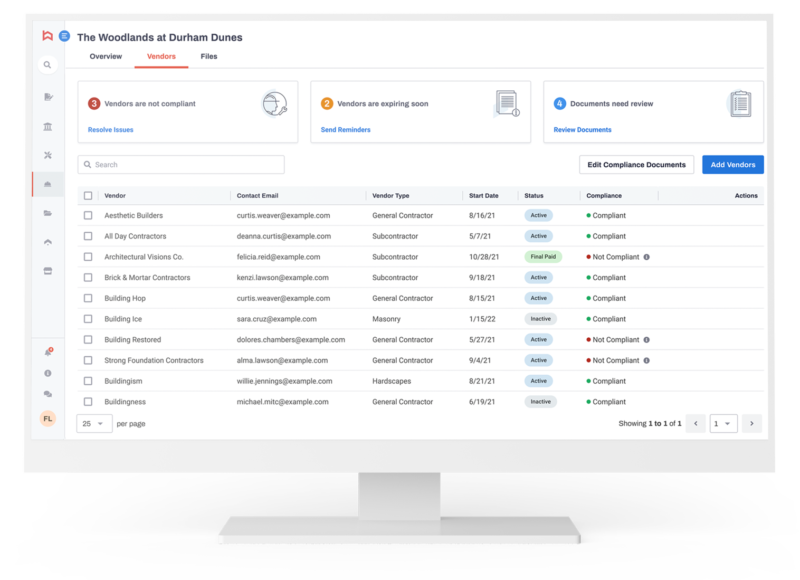 The Woodlands at Durham Dunes
Overview Vendors Files
3 Vendors are not compliant
Resolve Issues
2 Vendors are expiring soon
Send Reminders
4 Documents need review
Review Documents
Search
Edit Compliance Documents
Add Vendors
Vendor Contact Email Vendor Type Start Date Status Compliance Actions
Aesthetic Builders curtis.weaver@example.com General Contractor 8/16/21 Active Compliant
All Day Contractors deanna.curtis@example.com Subcontractor 5/7/21 Active Compliant
Architectural Visions Co. felicia.reid@example.com Subcontractor 10/28/21 Final Paid Not Compliant
Brick & Mortar Contractors kenzi.lawson@example.com Subcontractor 9/18/21 Active Compliant
Building Hop curtis.weaver@example.com General Contractor 8/15/21 Active Compliant
Building Ice sara.cruz@example.com Masonry 1/15/22 Inactive Compliant
Building Restored dolores.chambers@example.com General Contractor 5/27/21 Active Not Compliant
Strong Foundation Contractors alma.lawson@example.com General Contractor 9/4/21 Active Not Compliant
Buildingism willie.jennings@example.com Hardscapes 8/21/21 Active Compliant
Buildingness michael.mitc@example.com General Contractor 6/19/21 Inactive Compliant
FL
25 per page
Showing 1 to 1 of 1
1